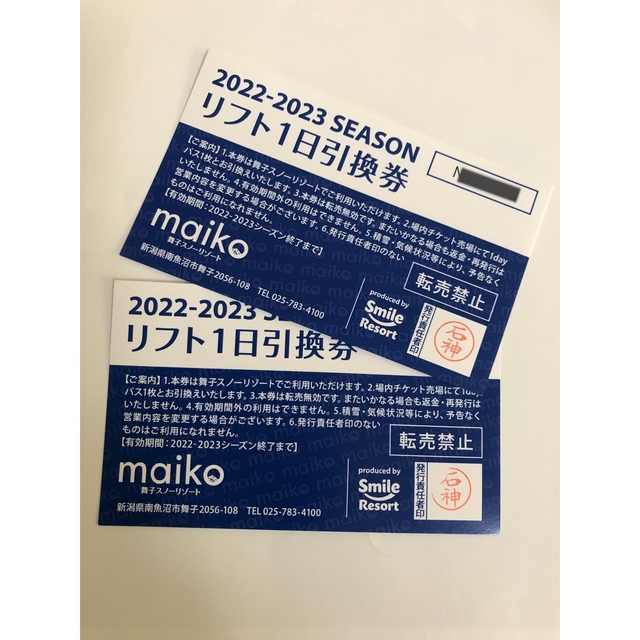 2022-2023 SEASON
リフト1日引換券
N
【ご案内】1.本券は舞子スノーリゾートでご利用いただけます。2.場内チケット売場にて1day
パス1枚とお引換えいたします。3.本券は転売無効です。またいかなる場合も返金・再発行は
いたしません。4.有効期間外の利用はできません。5.積雪・気候状況等により、予告なく
営業内容を変更する場合がございます。6.発行責任者印のない
ものはご利用になれません。
【有効期間：2022-2023シーズン終了まで】
転売禁止
maiko
舞子スノーリゾート
produced by
Smile
Resort
発行責任者印
石神
新潟県南魚沼市舞子2056-108 TEL 025-783-4100
2022-2023 S
リフト1日引換券
【ご案内】1.本券は舞子スノーリゾートでご利用いただけます。2.場内チケット売場にて1day
パス1枚とお引換えいたします。3.本券は転売無効です。またいかなる場合も返金・再発行は
いたしません。4.有効期間外の利用はできません。5.積雪・気候状況等により、予告なく
営業内容を変更する場合がございます。6.発行責任者印のない
ものはご利用になれません。
【有効期間：2022-2023シーズン終了まで】
転売禁止
maiko
舞子スノーリゾート
produced by
Smile
Resort
発行責任者印
石神
新潟県南魚沼市舞子2056-108 TEL 025-783-4100